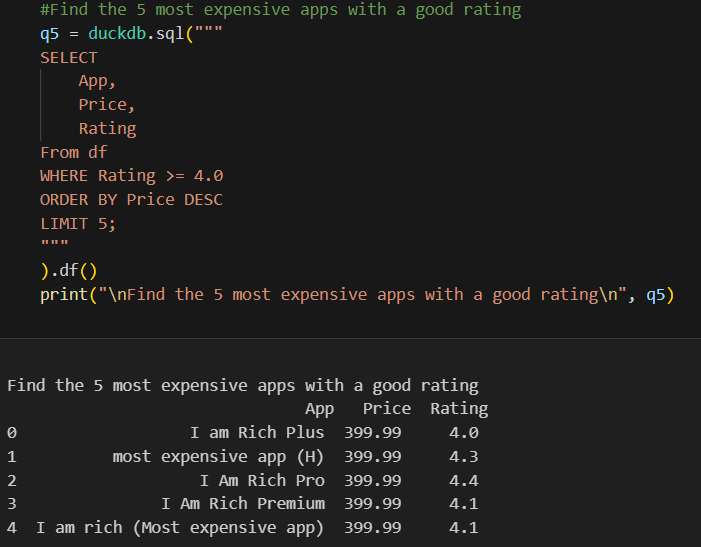 #Find the 5 most expensive apps with a good rating
q5 = duckdb.sql("""
SELECT
    App,
    Price,
    Rating
From df
WHERE Rating >= 4.0
ORDER BY Price DESC
LIMIT 5;
"""
).df()
print("\nFind the 5 most expensive apps with a good rating\n", q5)
Find the 5 most expensive apps with a good rating
                               App   Price  Rating
0                  I am Rich Plus  399.99     4.0
1           most expensive app (H)  399.99     4.3
2                    I Am Rich Pro  399.99     4.4
3                I Am Rich Premium  399.99     4.1
4  I am rich (Most expensive app)  399.99     4.1